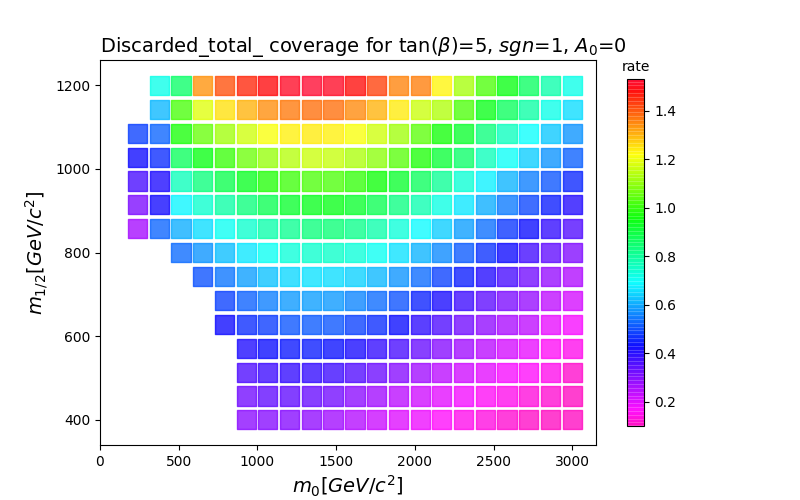 Discarded_total_ coverage for tan(β)=5, sgn=1, A₀=0
rate
1200
1000
800
600
400
m₁/₂[GeV/c²]
0 500 1000 1500 2000 2500 3000
m₀[GeV/c²]
1.4
1.2
1.0
0.8
0.6
0.4
0.2